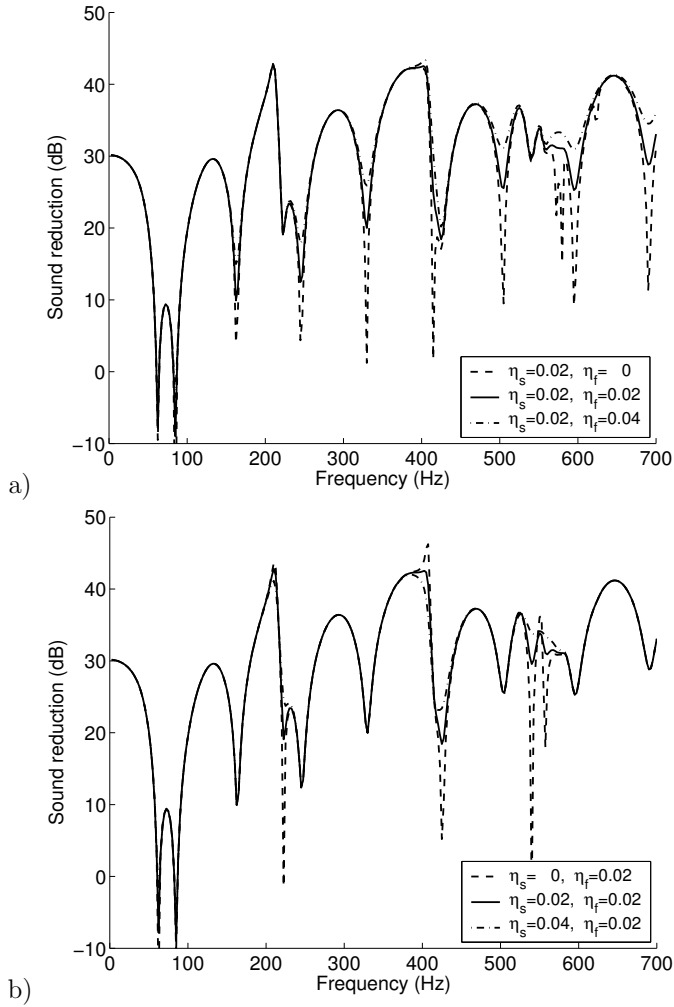 50
40
30
20
10
0
−10
Sound reduction (dB)
η_s=0.02, η_f= 0
η_s=0.02, η_f=0.02
η_s=0.02, η_f=0.04
0 100 200 300 400 500 600 700
Frequency (Hz)
a)
50
40
30
20
10
0
−10
Sound reduction (dB)
η_s= 0, η_f=0.02
η_s=0.02, η_f=0.02
η_s=0.04, η_f=0.02
0 100 200 300 400 500 600 700
Frequency (Hz)
b)